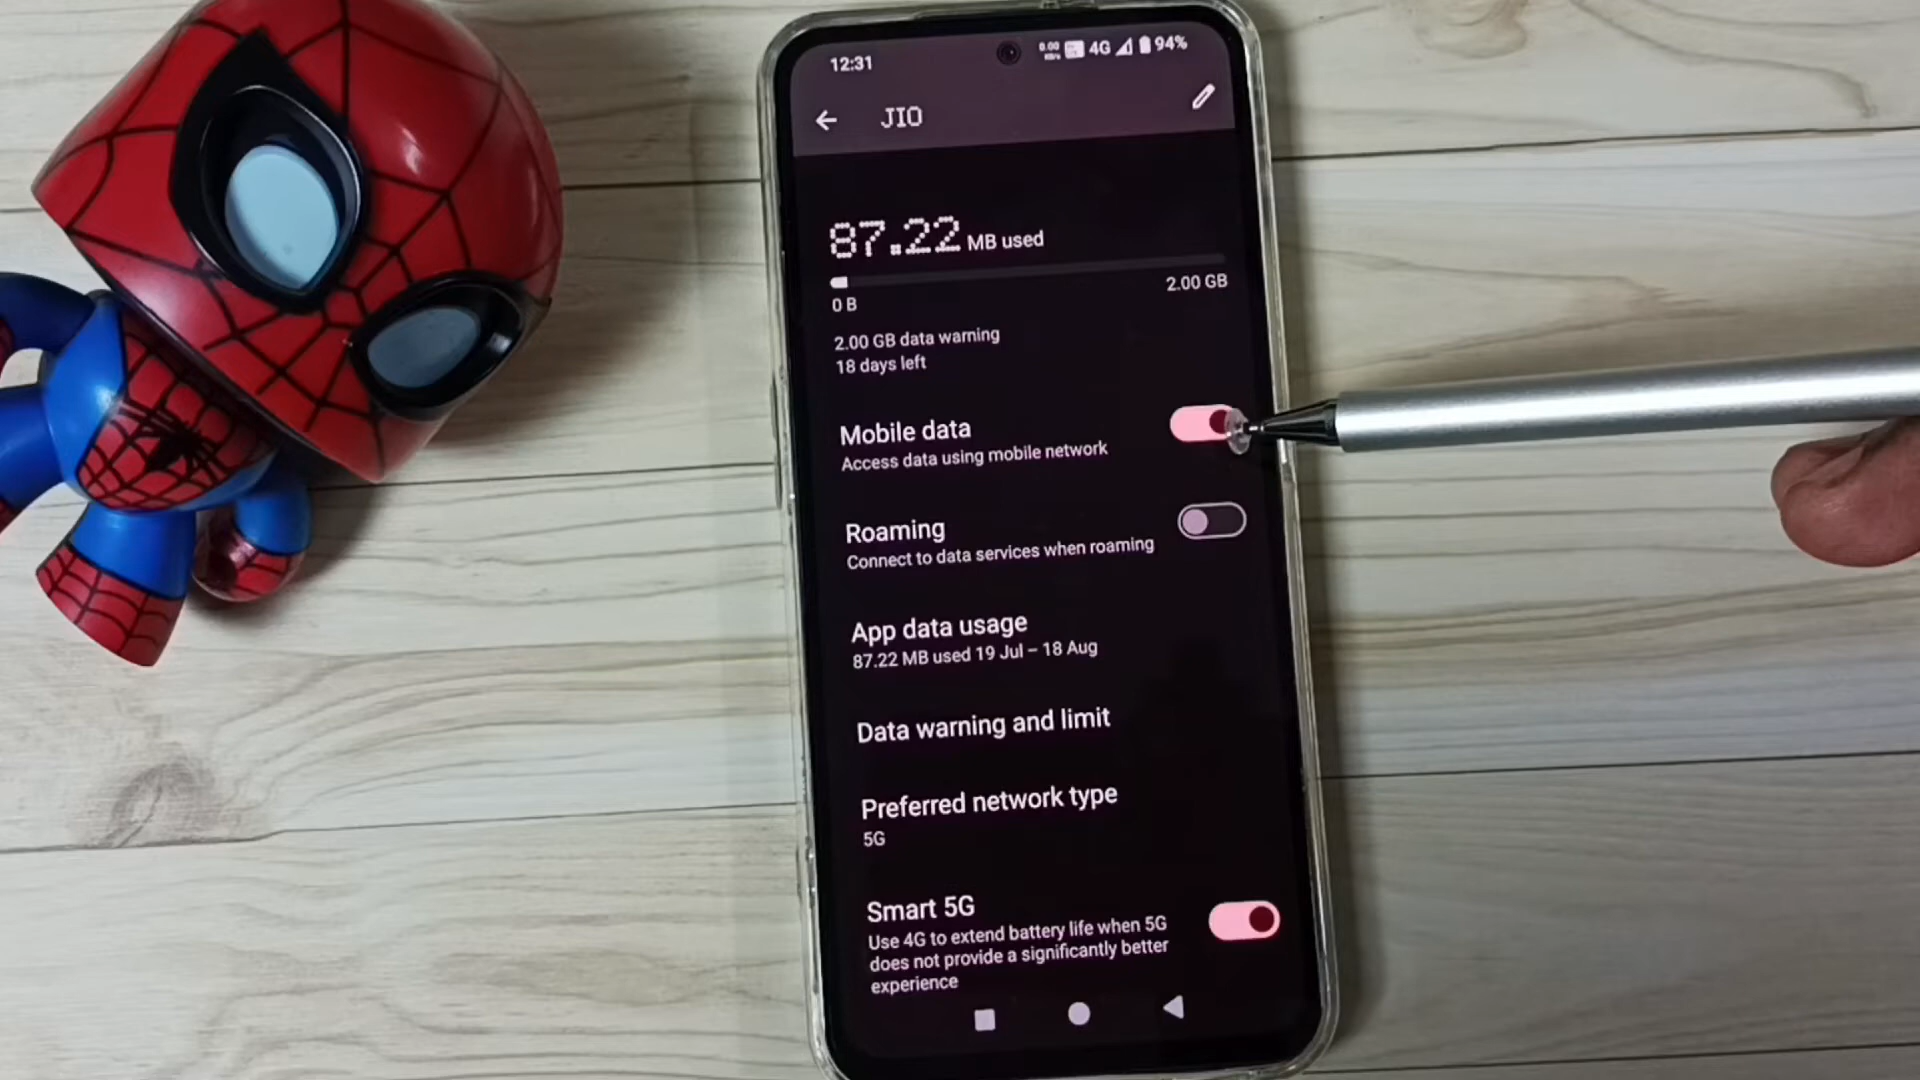 12:31
0.00
4G
94%
JIO
87.22 MB used
0 B
2.00 GB
2.00 GB data warning
18 days left
Mobile data
Access data using mobile network
Roaming
Connect to data services when roaming
App data usage
87.22 MB used 19 Jul – 18 Aug
Data warning and limit
Preferred network type
5G
Smart 5G
Use 4G to extend battery life when 5G
does not provide a significantly better
experience